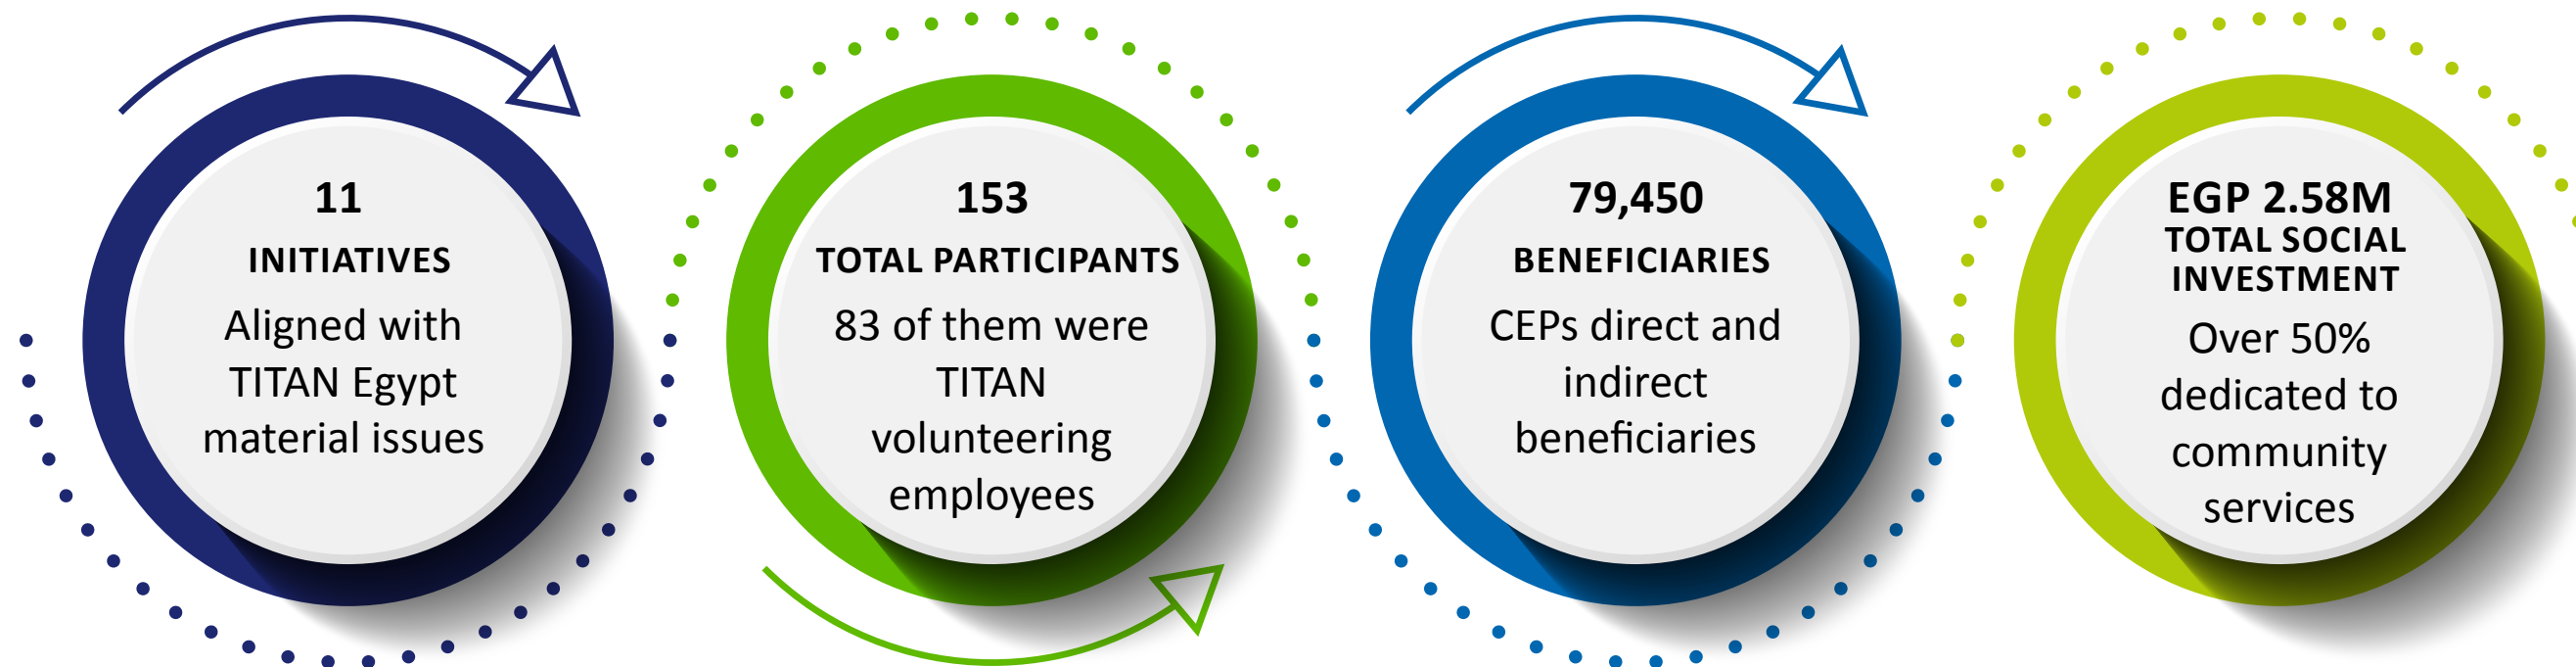 11
INITIATIVES
Aligned with
TITAN Egypt
material issues
153
TOTAL PARTICIPANTS
83 of them were
TITAN
volunteering
employees
79,450
BENEFICIARIES
CEPs direct and
indirect
beneficiaries
EGP 2.58M
TOTAL SOCIAL
INVESTMENT
Over 50%
dedicated to
community
services